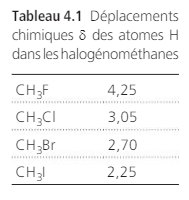 Tableau 4.1 Déplacements
chimiques δ des atomes H
dans les halogénométhanes
CH₃F 4,25
CH₃Cl 3,05
CH₃Br 2,70
CH₃I 2,25